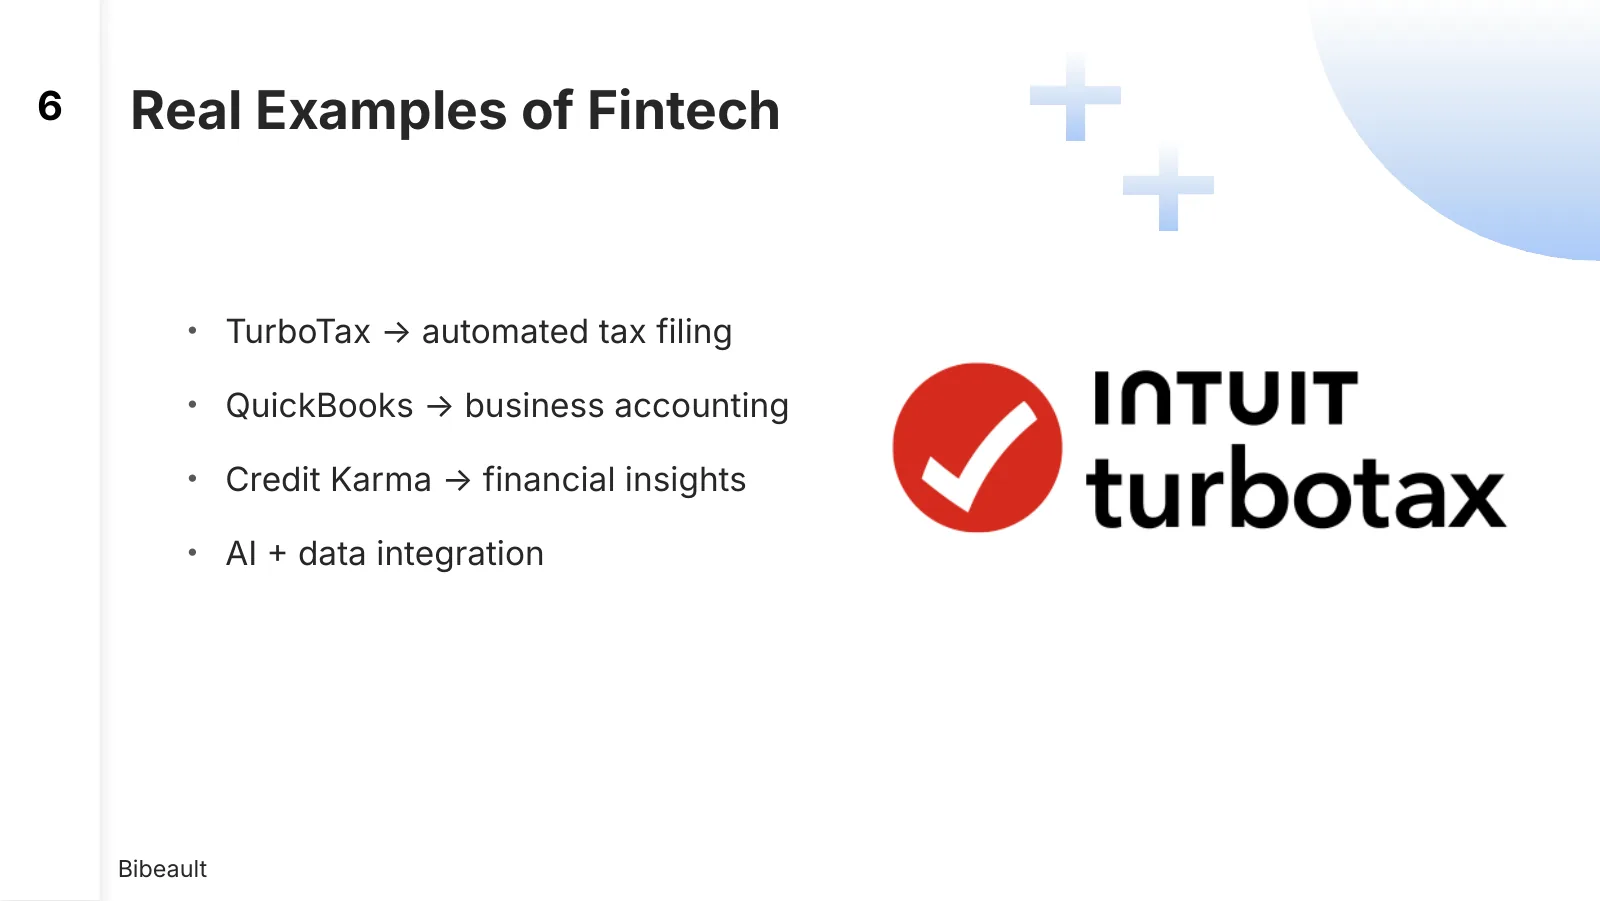 6
Real Examples of Fintech
• TurboTax → automated tax filing
• QuickBooks → business accounting
• Credit Karma → financial insights
• AI + data integration
INTUIT
turbotax
Bibeault